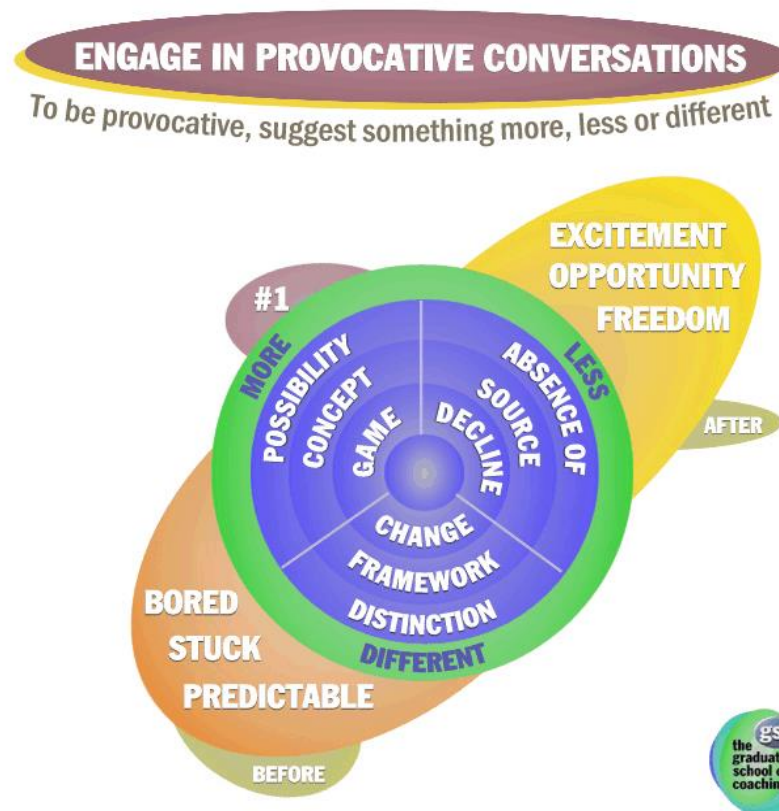 ENGAGE IN PROVOCATIVE CONVERSATIONS
To be provocative, suggest something more, less or different
#1
MORE
POSSIBILITY
CONCEPT
GAME
LESS
ABSENCE OF
SOURCE
DECLINE
DIFFERENT
CHANGE
FRAMEWORK
DISTINCTION
EXCITEMENT
OPPORTUNITY
FREEDOM
AFTER
BORED
STUCK
PREDICTABLE
BEFORE
the
school
coaching